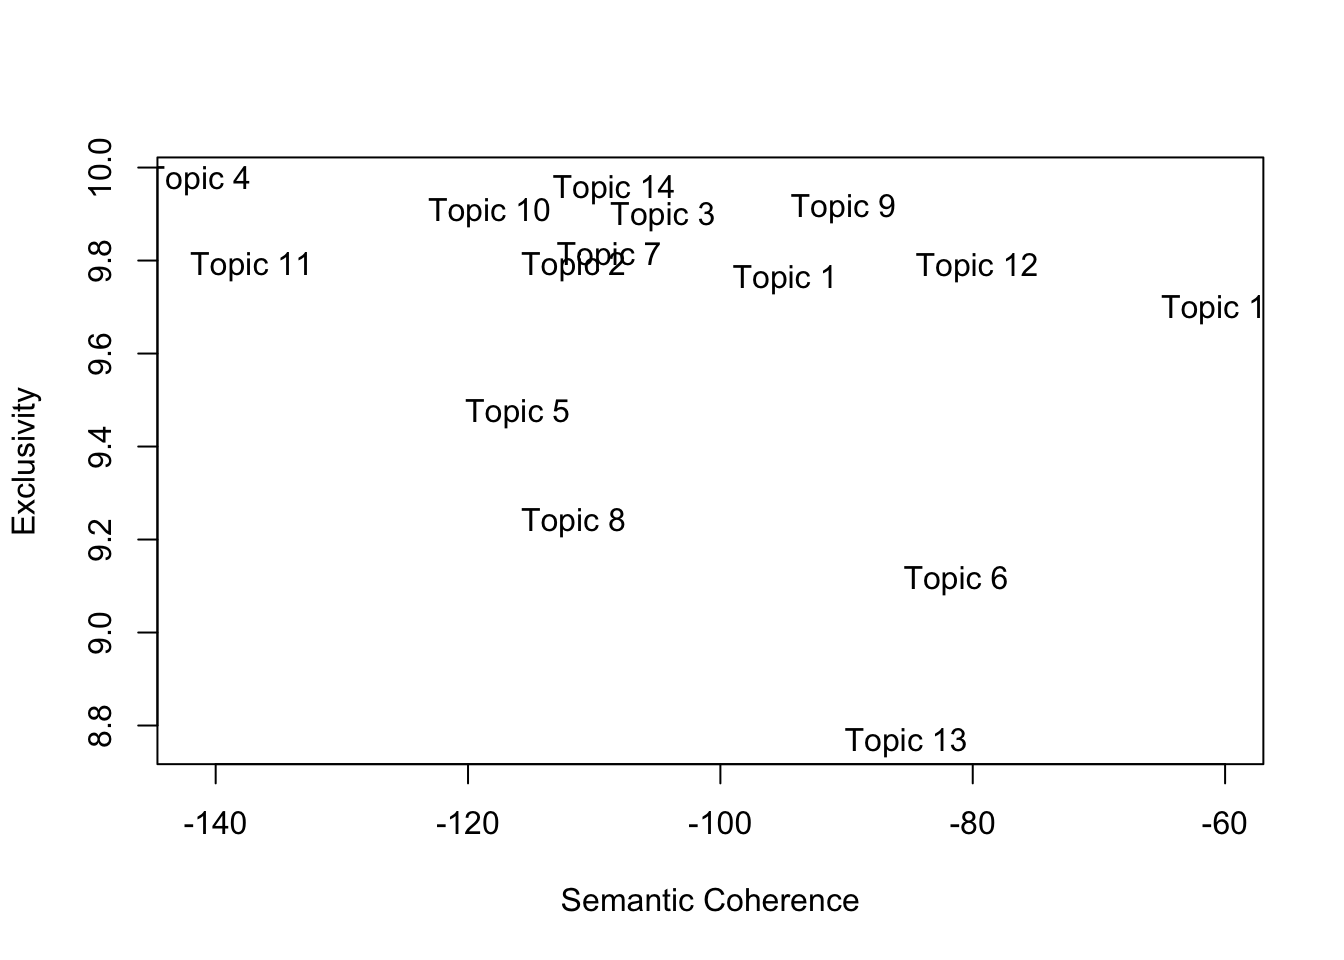 10.0
9.8
9.6
9.4
9.2
9.0
8.8
Exclusivity
opic 4
Topic 14
Topic 9
Topic 10
Topic 3
Topic 7
Topic 11
Topic 2
Topic 12
Topic 1
Topic 1
Topic 5
Topic 8
Topic 6
Topic 13
-140
-120
-100
-80
-60
Semantic Coherence